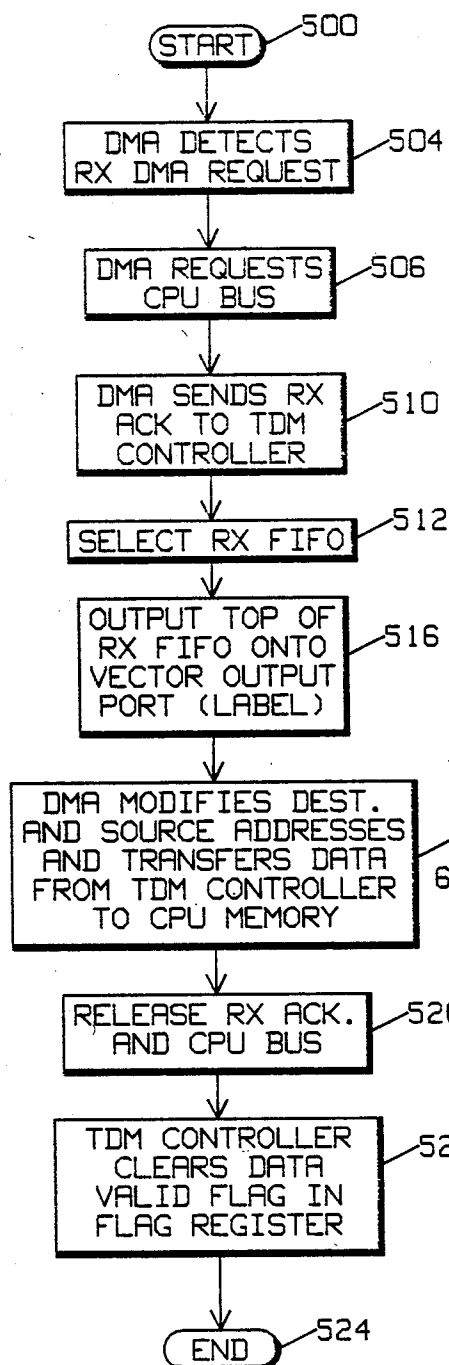 START
500
DMA DETECTS
RX DMA REQUEST
504
DMA REQUESTS
CPU BUS
506
DMA SENDS RX
ACK TO TDM
CONTROLLER
510
SELECT RX FIFO
512
OUTPUT TOP OF
RX FIFO ONTO
VECTOR OUTPUT
PORT (LABEL)
516
DMA MODIFIES DEST.
AND SOURCE ADDRESSES
AND TRANSFERS DATA
FROM TDM CONTROLLER
TO CPU MEMORY
RELEASE RX ACK.
AND CPU BUS
TDM CONTROLLER
CLEARS DATA
VALID FLAG IN
FLAG REGISTER
END
524